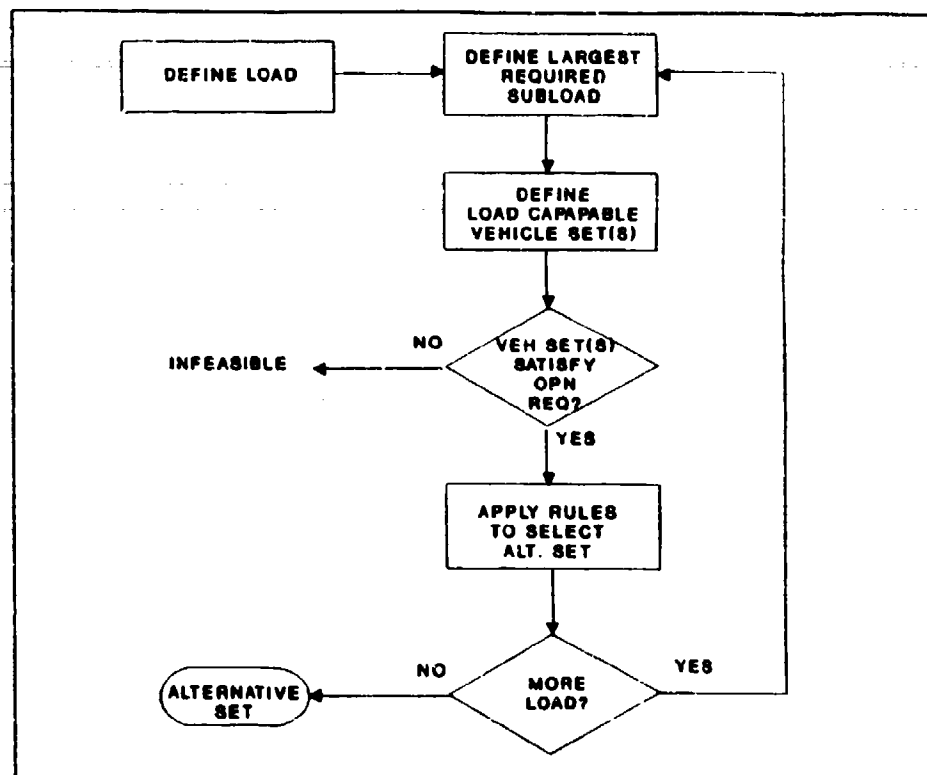 DEFINE LOAD
DEFINE LARGEST
REQUIRED
SUBLOAD
DEFINE
LOAD CAPAPABLE
VEHICLE SET(S)
NO
VEH SET(S)
SATISFY
OPN
REQ?
INFEASIBLE
YES
APPLY RULES
TO SELECT
ALT. SET
NO
YES
MORE
LOAD?
ALTERNATIVE
SET